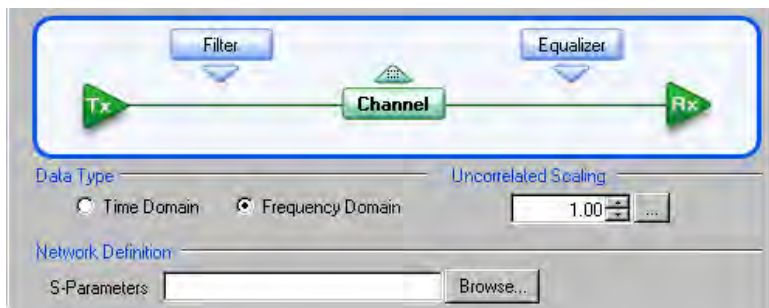 Filter
Equalizer
Tx
Channel
Rx
Data Type
Uncorrelated Scaling
Time Domain
Frequency Domain
1.00
...
Network Definition
S-Parameters
Browse...